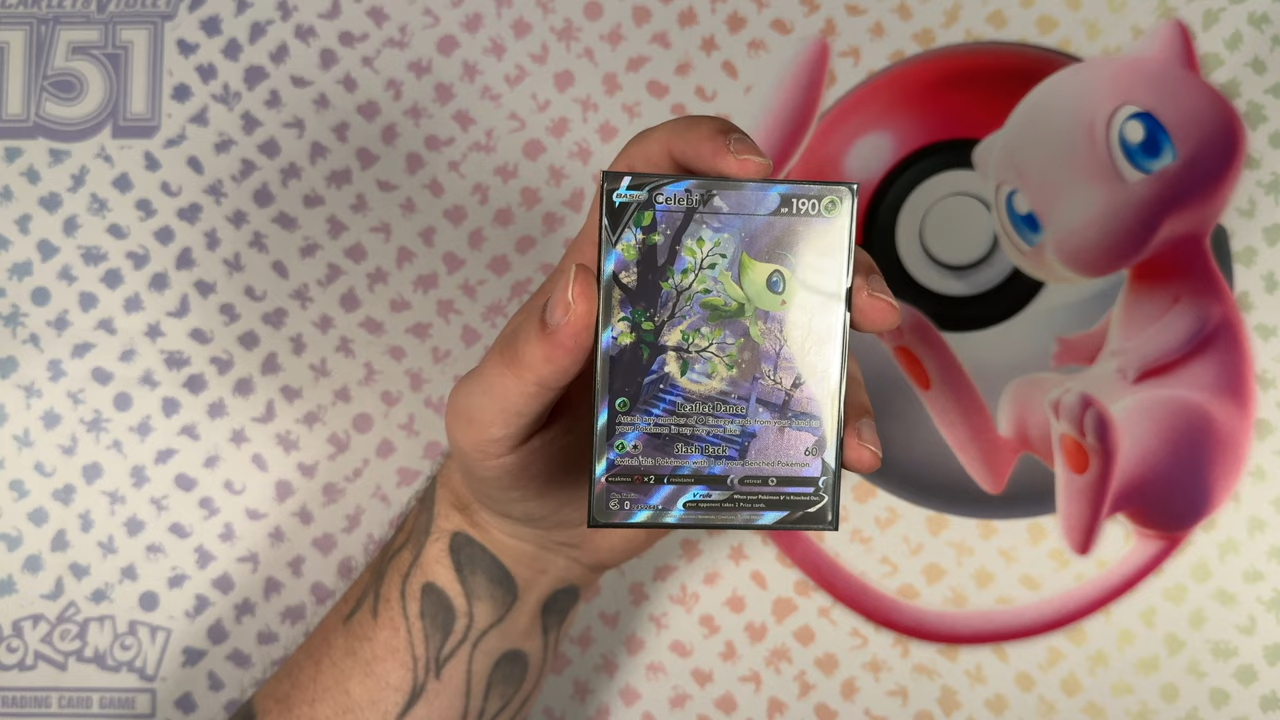 SCARLET & VIOLET
151
BASIC Celebi V HP 190
Leaflet Dance
Attach any number of Energy cards from your hand to
your Pokémon in any way you like.
Slash Back 60
Switch this Pokémon with 1 of your Benched Pokémon.
weakness ×2 resistance retreat
V rule When your Pokémon V is Knocked Out,
your opponent takes 2 Prize cards.
POKéMON
TRADING CARD GAME